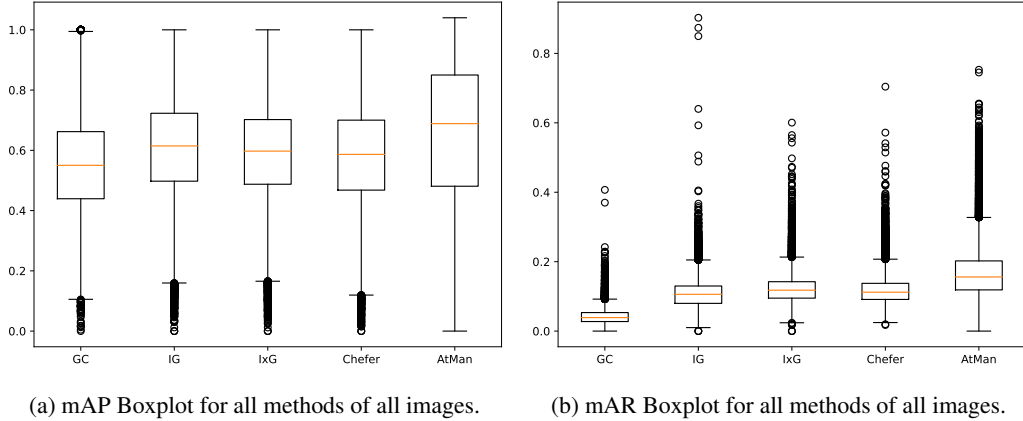 1.0
0.8
0.6
0.4
0.2
0.0
GC IG IxG Chefer AtMan
0.8
0.6
0.4
0.2
0.0
GC IG IxG Chefer AtMan
(a) mAP Boxplot for all methods of all images.
(b) mAR Boxplot for all methods of all images.